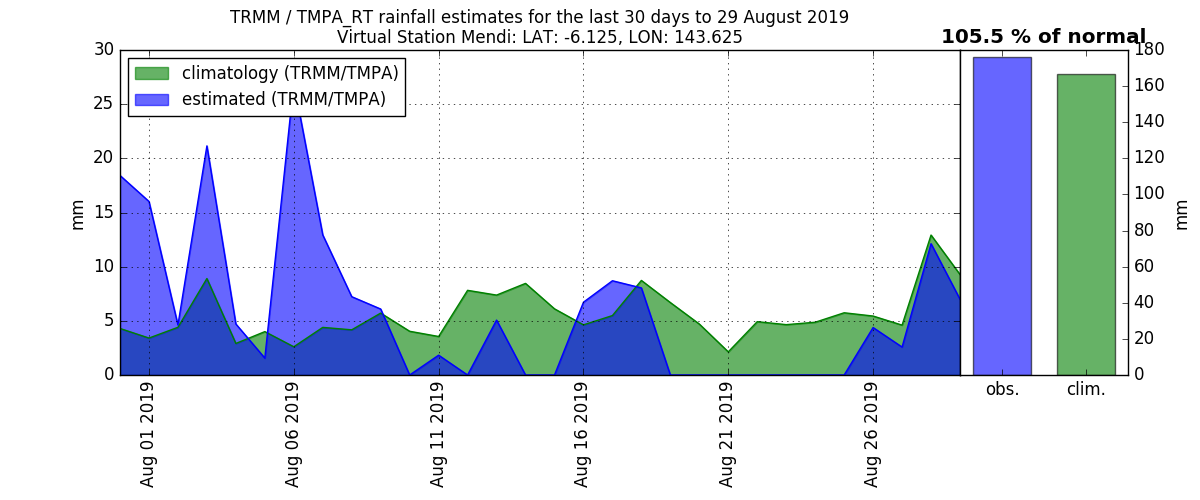 TRMM / TMPA_RT rainfall estimates for the last 30 days to 29 August 2019
Virtual Station Mendi: LAT: -6.125, LON: 143.625
105.5 % of normal
climatology (TRMM/TMPA)
estimated (TRMM/TMPA)
30
25
20
15
10
5
0
mm
Aug 01 2019
Aug 06 2019
Aug 11 2019
Aug 16 2019
Aug 21 2019
Aug 26 2019
obs.
clim.
180
160
140
120
100
80
60
40
20
0
mm